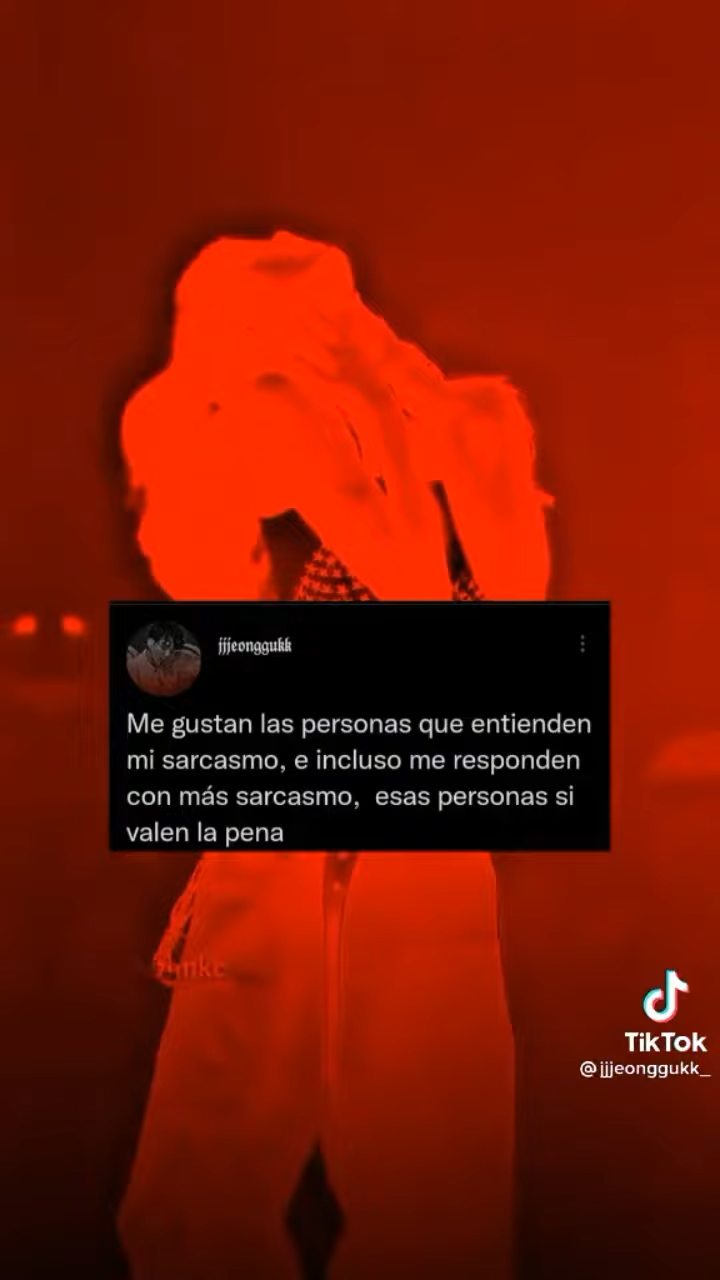 jjjeonggukk
Me gustan las personas que entienden
mi sarcasmo, e incluso me responden
con más sarcasmo,  esas personas si
valen la pena
TikTok
@jjjeonggukk_